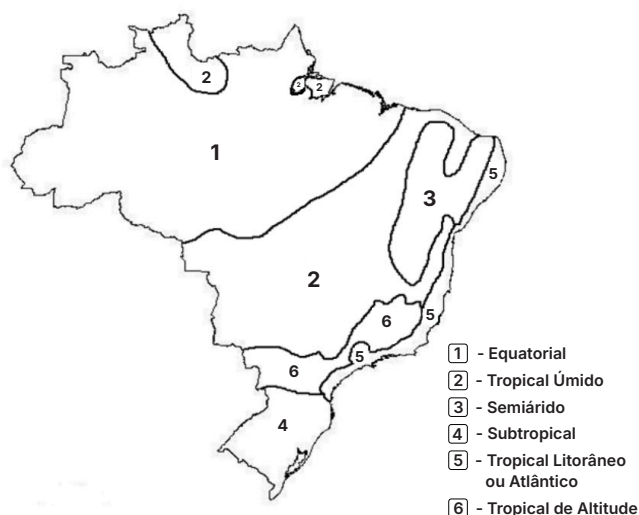 2
2
2
1
5
3
2
6
5
5
6
4
1 - Equatorial
2 - Tropical Úmido
3 - Semiárido
4 - Subtropical
5 - Tropical Litorâneo
ou Atlântico
6 - Tropical de Altitude